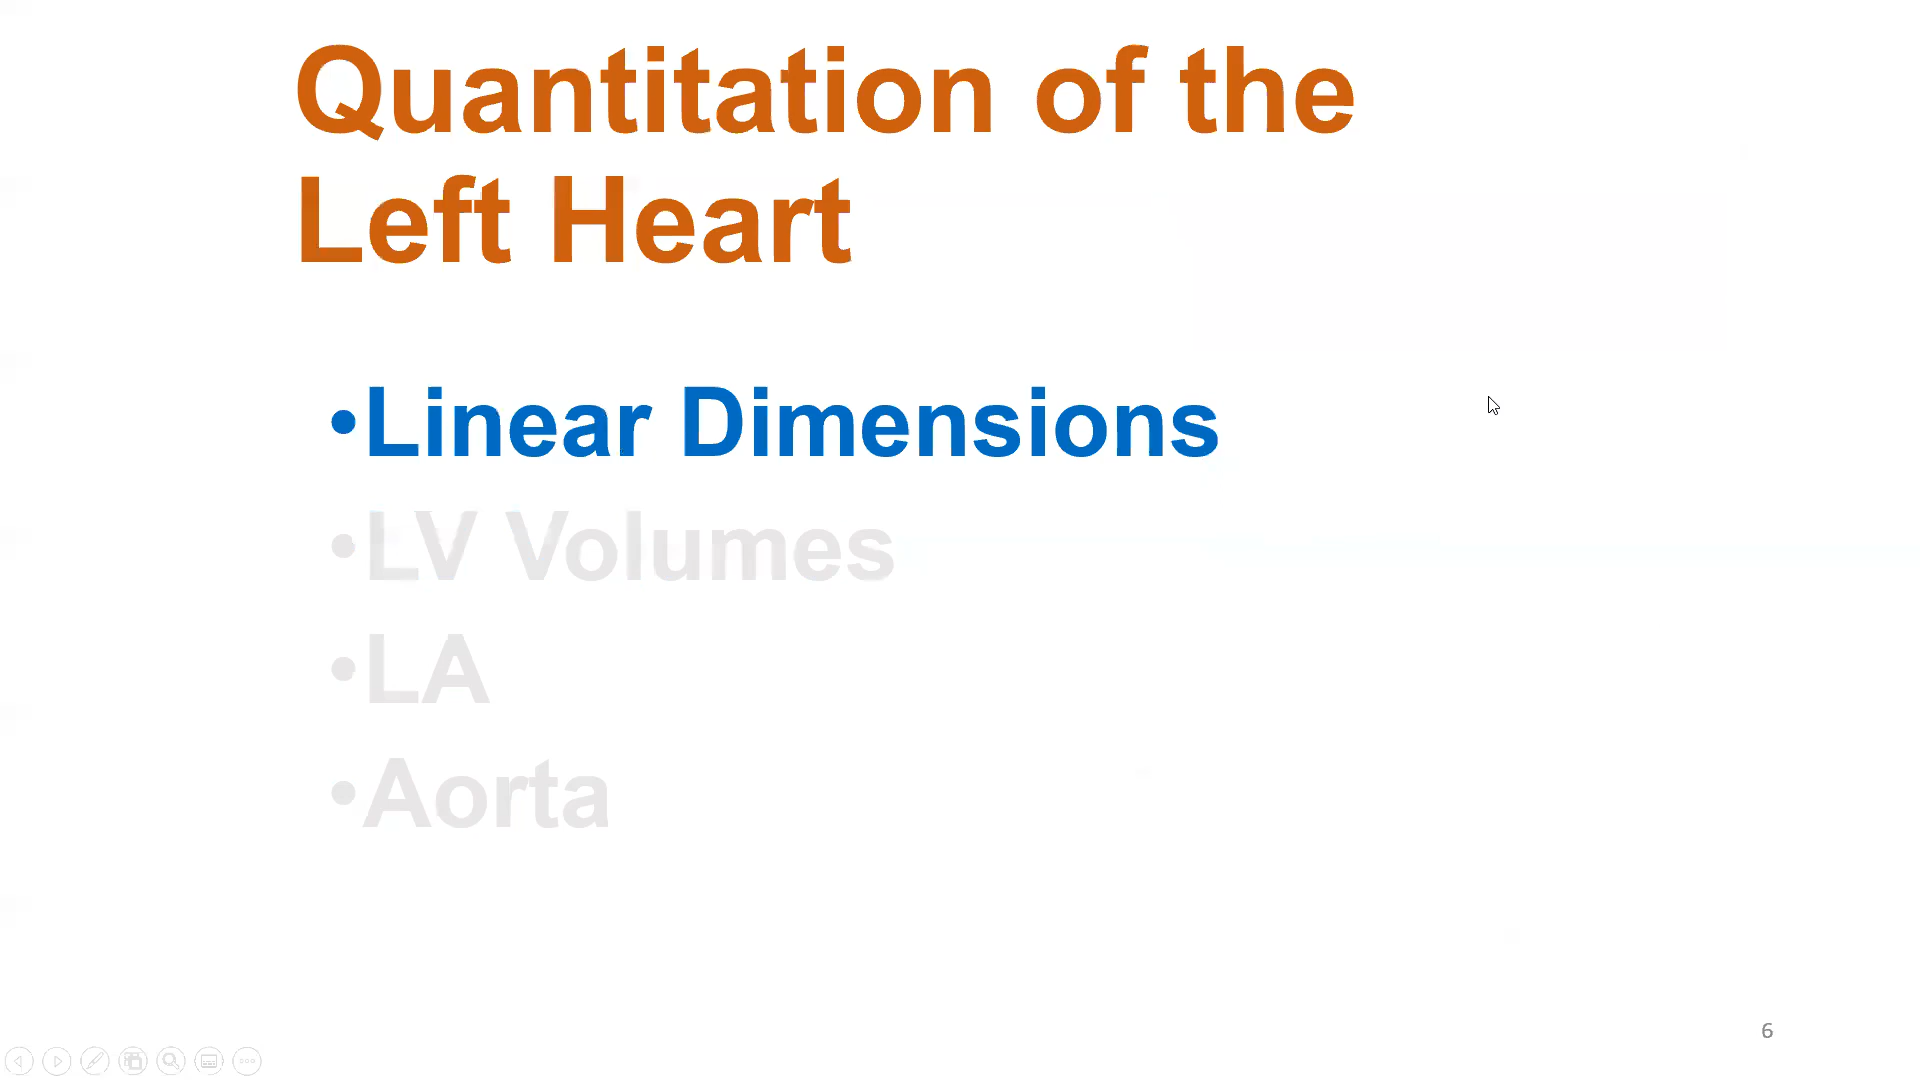 Quantitation of the
Left Heart
•Linear Dimensions
•LV Volumes
•LA
•Aorta
6